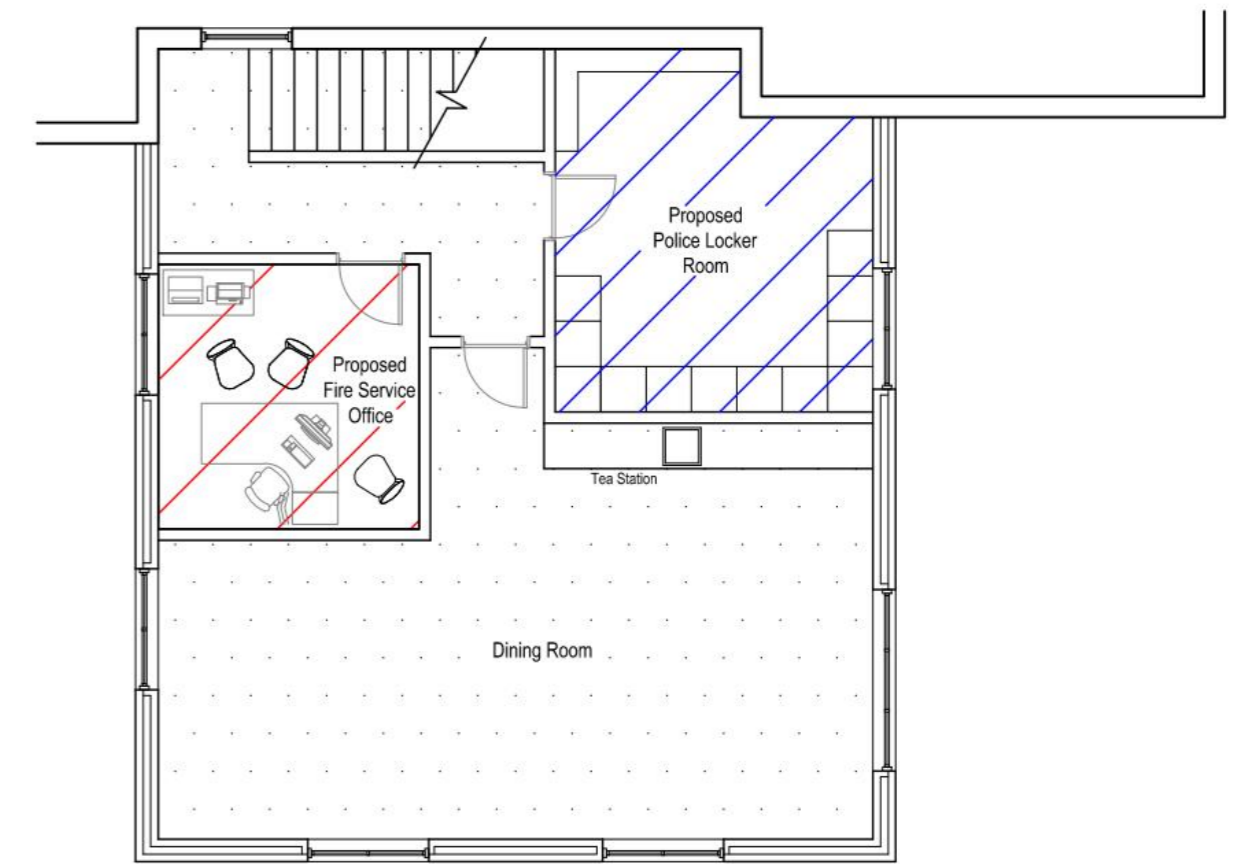 Proposed
Police Locker
Room
Proposed
Fire Service
Office
Tea Station
Dining Room